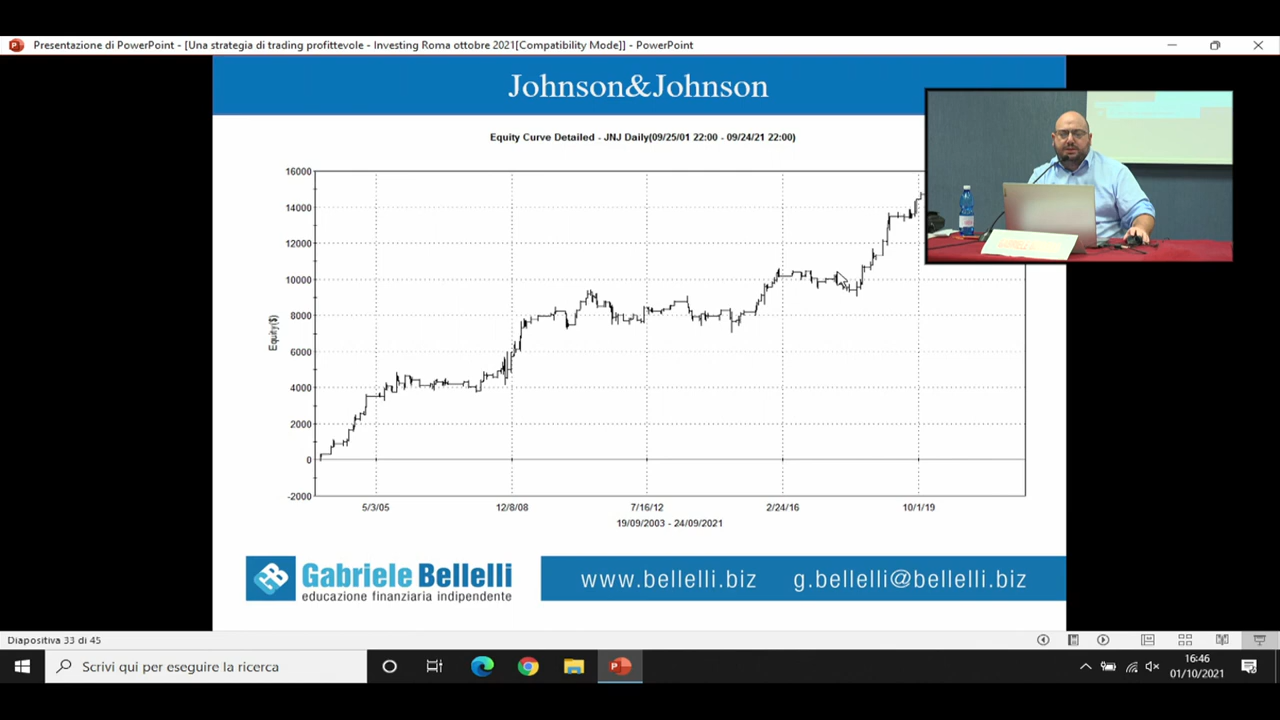 Presentazione di PowerPoint - [Una strategia di trading profittevole - Investing Roma ottobre 2021[Compatibility Mode]] - PowerPoint
Johnson&Johnson
Equity Curve Detailed - JNJ Daily(09/25/01 22:00 - 09/24/21 22:00)
16000
14000
12000
10000
8000
6000
4000
2000
0
-2000
Equity($)
5/3/05 12/8/08 7/16/12 2/24/16 10/1/19
19/09/2003 - 24/09/2021
Gabriele Bellelli
educazione finanziaria indipendente
www.bellelli.biz g.bellelli@bellelli.biz
Diapositiva 33 di 45
Scrivi qui per eseguire la ricerca
16:46
01/10/2021